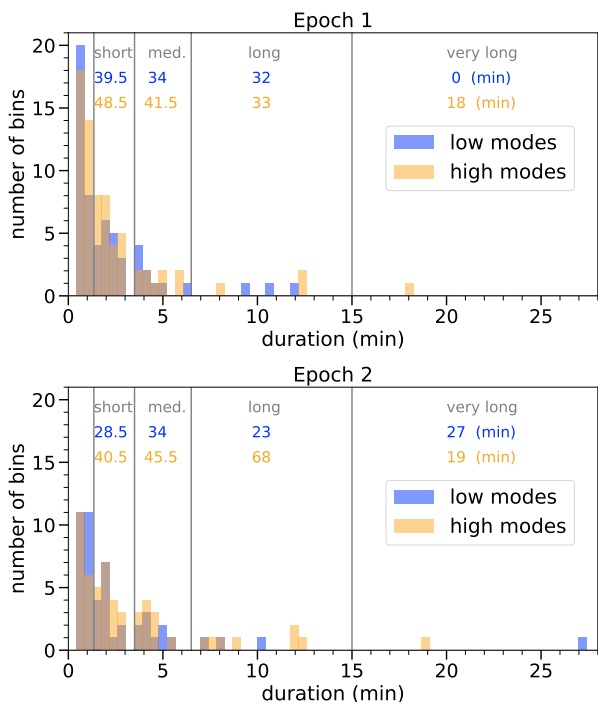 Epoch 1
short med. long very long
39.5 34 32 0 (min)
48.5 41.5 33 18 (min)
low modes
high modes
number of bins
20
15
10
5
0
0 5 10 15 20 25
duration (min)
Epoch 2
short med. long very long
28.5 34 23 27 (min)
40.5 45.5 68 19 (min)
low modes
high modes
number of bins
20
15
10
5
0
0 5 10 15 20 25
duration (min)